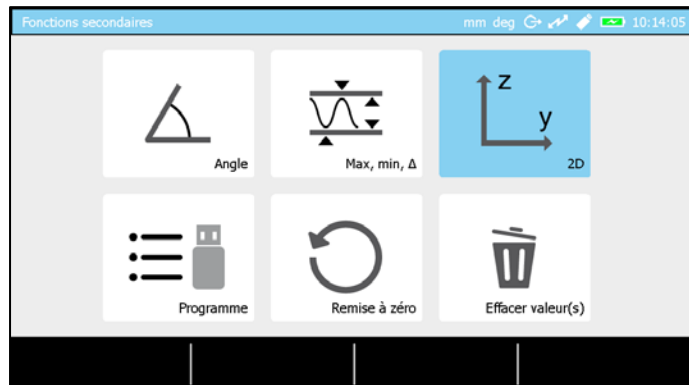 Fonctions secondaires mm deg 10:14:05
z
y
Angle Max, min, Δ 2D
Programme Remise à zéro Effacer valeur(s)